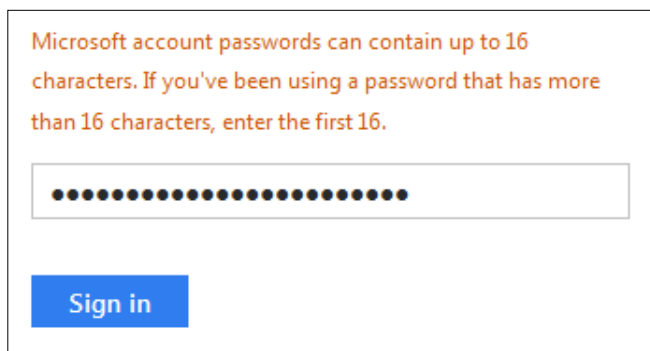 Microsoft account passwords can contain up to 16
characters. If you've been using a password that has more
than 16 characters, enter the first 16.
Sign in